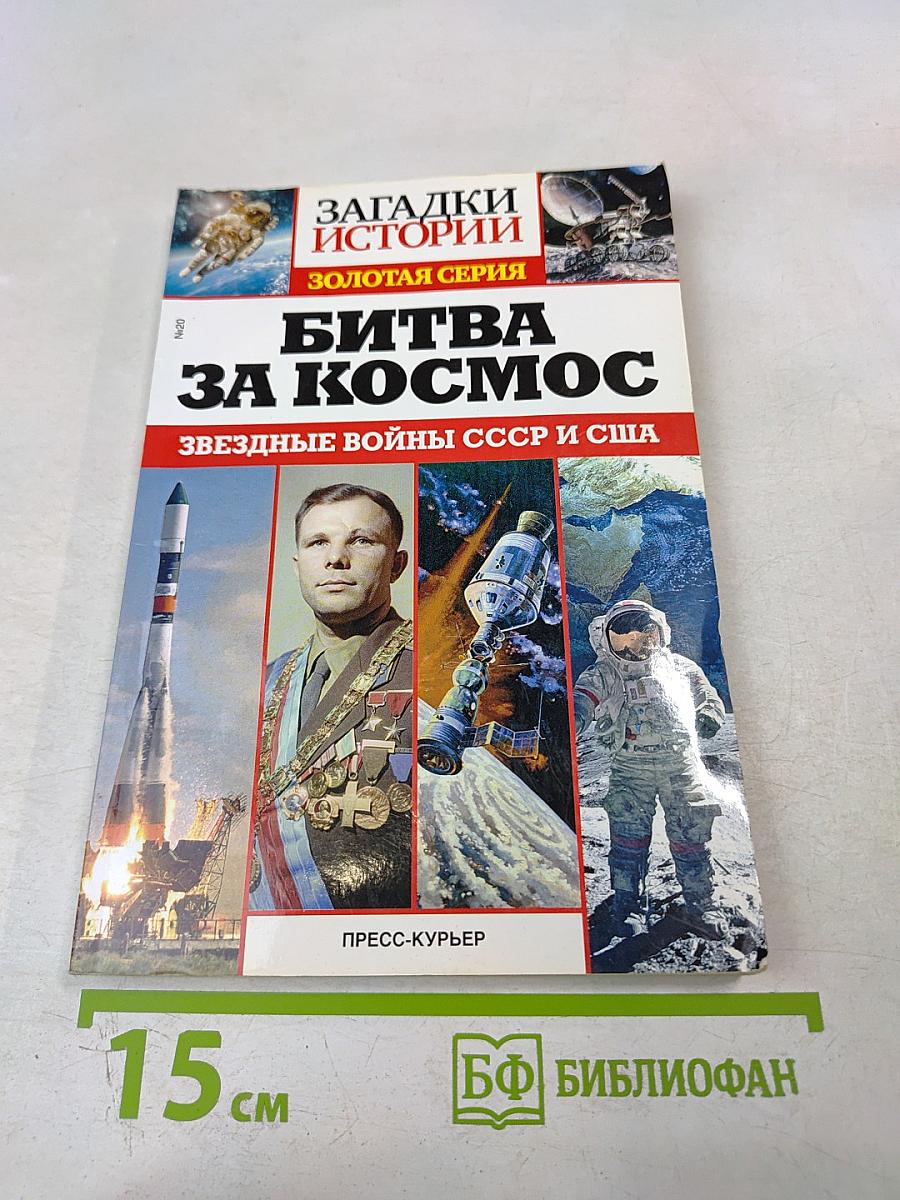 ЗАГАДКИ
ИСТОРИИ
ЗОЛОТАЯ СЕРИЯ
№20
БИТВА
ЗА КОСМОС
ЗВЕЗДНЫЕ ВОЙНЫ СССР И США
ПРЕСС-КУРЬЕР
15 см
БФ БИБЛИОФАН